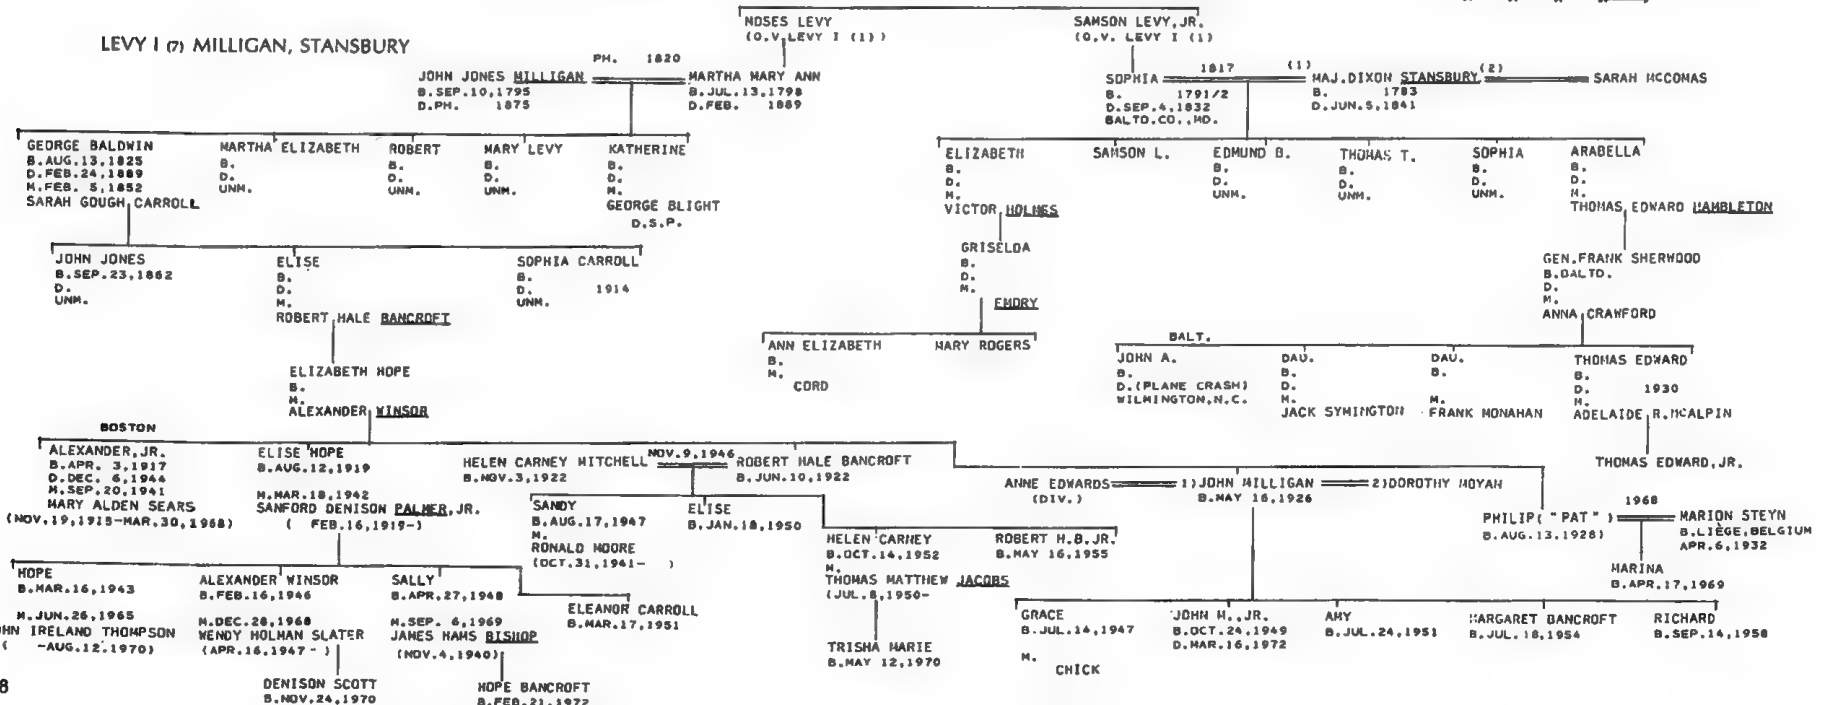 MOSES LEVY
(Q.V. LEVY I (1))
SAMSON LEVY, JR.
(Q.V. LEVY I (1)
LEVY I (7) MILLIGAN, STANSBURY
PH. 1820
JOHN JONES MILLIGAN
B.SEP.10,1795
D.PH. 1875
MARTHA MARY ANN
B.JUL.13,1798
D.FEB. 1889
SOPHIA
B. 1791/2
D.SEP.4,1832
BALTO.CO.,MD.
1817
(1)
MAJ.DIXON STANSBURY
B. 1783
D.JUN.5,1841
(2)
SARAH MCCOMAS
GEORGE BALDWIN
B.AUG.13,1825
D.FEB.24,1889
M.FEB. 5,1852
SARAH GOUGH CARROLL
MARTHA ELIZABETH
B.
D.
UNM.
ROBERT
B.
D.
UNM.
MARY LEVY
B.
D.
UNM.
KATHERINE
B.
D.
M.
GEORGE BLIGHT
D.S.P.
ELIZABETH
B.
D.
M.
VICTOR HOLMES
SAMSON L.
EDMUND B.
B.
D.
UNM.
THOMAS T.
B.
D.
UNM.
SOPHIA
B.
D.
UNM.
ARABELLA
B.
D.
M.
THOMAS EDWARD HAMBLETON
JOHN JONES
B.SEP.23,1862
D.
UNM.
ELISE
B.
D.
M.
ROBERT HALE BANCROFT
SOPHIA CARROLL
B.
D. 1914
UNM.
GRISELDA
B.
D.
M.
EMORY
GEN.FRANK SHERWOOD
B.BALTO.
D.
M.
ANNA CRAWFORD
ELIZABETH HOPE
B.
M.
ALEXANDER WINSOR
ANN ELIZABETH
B.
M.
CORD
MARY ROGERS
BALT.
JOHN A.
B.
D.(PLANE CRASH)
WILMINGTON,N.C.
DAU.
B.
D.
M.
JACK SYMINGTON
DAU.
B.
M.
FRANK MONAHAN
THOMAS EDWARD
B.
D. 1930
M.
ADELAIDE R.MCALPIN
THOMAS EDWARD,JR.
BOSTON
ALEXANDER,JR.
B.APR. 3,1917
D.DEC. 6,1944
M.SEP.20,1941
MARY ALDEN SEARS
(NOV.19,1915-MAR.30,1968)
ELISE HOPE
B.AUG.12,1919
M.MAR.18,1942
SANFORD DENISON PALMER,JR.
( FEB.16,1919-)
HELEN CARNEY MITCHELL
B.NOV.3,1922
NOV.9,1946
ROBERT HALE BANCROFT
B.JUN.10,1922
ANNE EDWARDS
(DIV.)
1)JOHN MILLIGAN
B.MAY 16,1926
2)DOROTHY MOYAH
PHILIP("PAT" )
B.AUG.13,1928)
1968
MARION STEYN
B.LIÈGE,BELGIUM
APR.6,1932
MARINA
B.APR.17,1969
SANDY
B.AUG.17,1947
M.
RONALD MOORE
(OCT.31,1941- )
ELISE
B.JAN.18,1950
HELEN CARNEY
B.OCT.14,1952
M.
THOMAS MATTHEW JACOBS
(JUL.8,1950-
ROBERT H.B.JR.
B.MAY 16,1955
TRISHA MARIE
B.MAY 12,1970
HOPE
B.MAR.16,1943
M.JUN.26,1965
HN IRELAND THOMPSON
( -AUG.12.1970)
ALEXANDER WINSOR
B.FEB.16,1946
M.DEC.28,1968
WENDY HOLMAN SLATER
(APR.16,1947- )
SALLY
B.APR.27,1948
M.SEP. 6,1969
JAMES HAMS BISHOP
(NOV.4,1940)
ELEANOR CARROLL
B.MAR.17,1951
DENISON SCOTT
B.NOV.24,1970
HOPE BANCROFT
B.FEB.21,1972
GRACE
B.JUL.14,1947
M.
CHICK
JOHN M.,JR.
B.OCT.24,1949
D.MAR.16,1972
AMY
B.JUL.24,1951
MARGARET BANCROFT
B.JUL.18,1954
RICHARD
B.SEP.14,1958
8